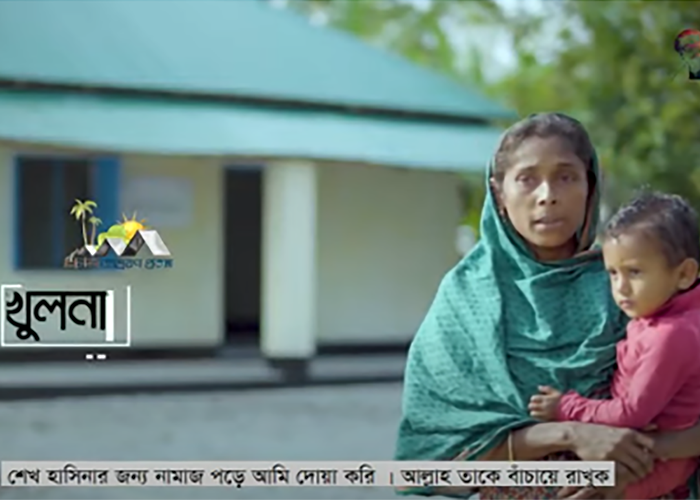 খুলনা
শেখ হাসিনার জন্য নামাজ পড়ে আমি দোয়া করি । আল্লাহ তাকে বাঁচায়ে রাখুক